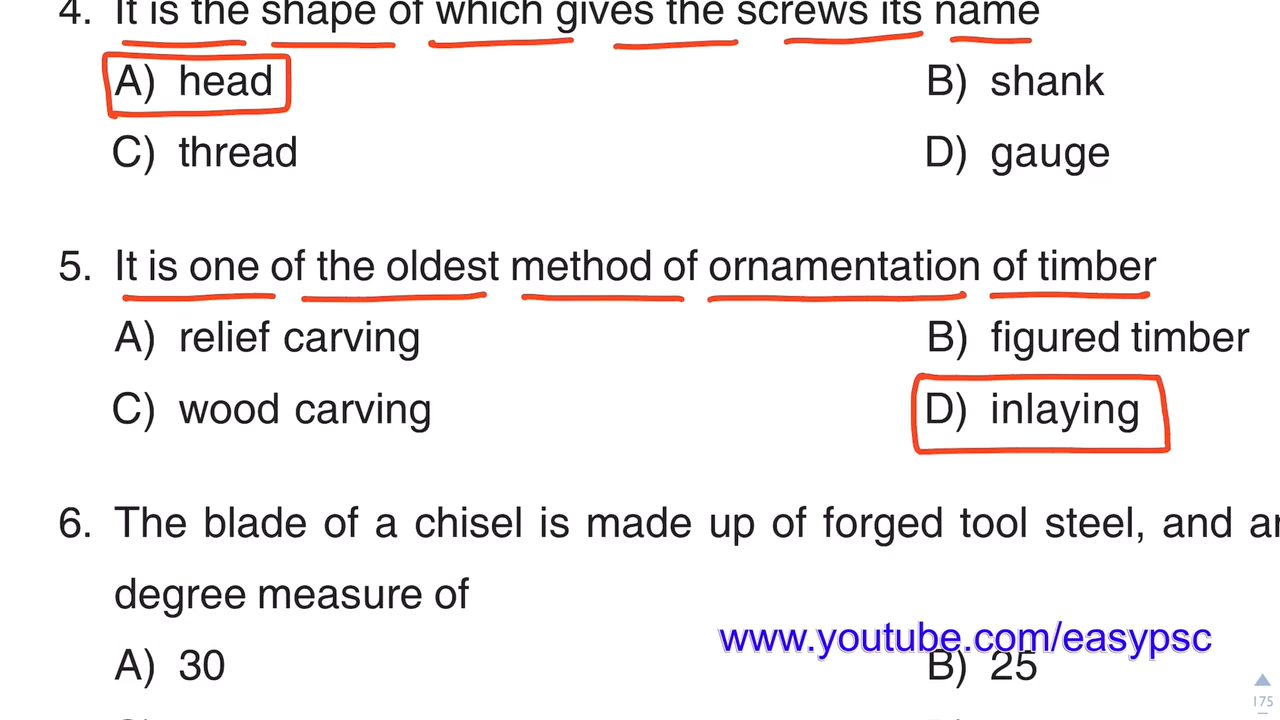 4. It is the shape of which gives the screws its name
A) head B) shank
C) thread D) gauge
5. It is one of the oldest method of ornamentation of timber
A) relief carving B) figured timber
C) wood carving D) inlaying
6. The blade of a chisel is made up of forged tool steel, and
degree measure of
www.youtube.com/easypsc
A) 30 B) 25
175